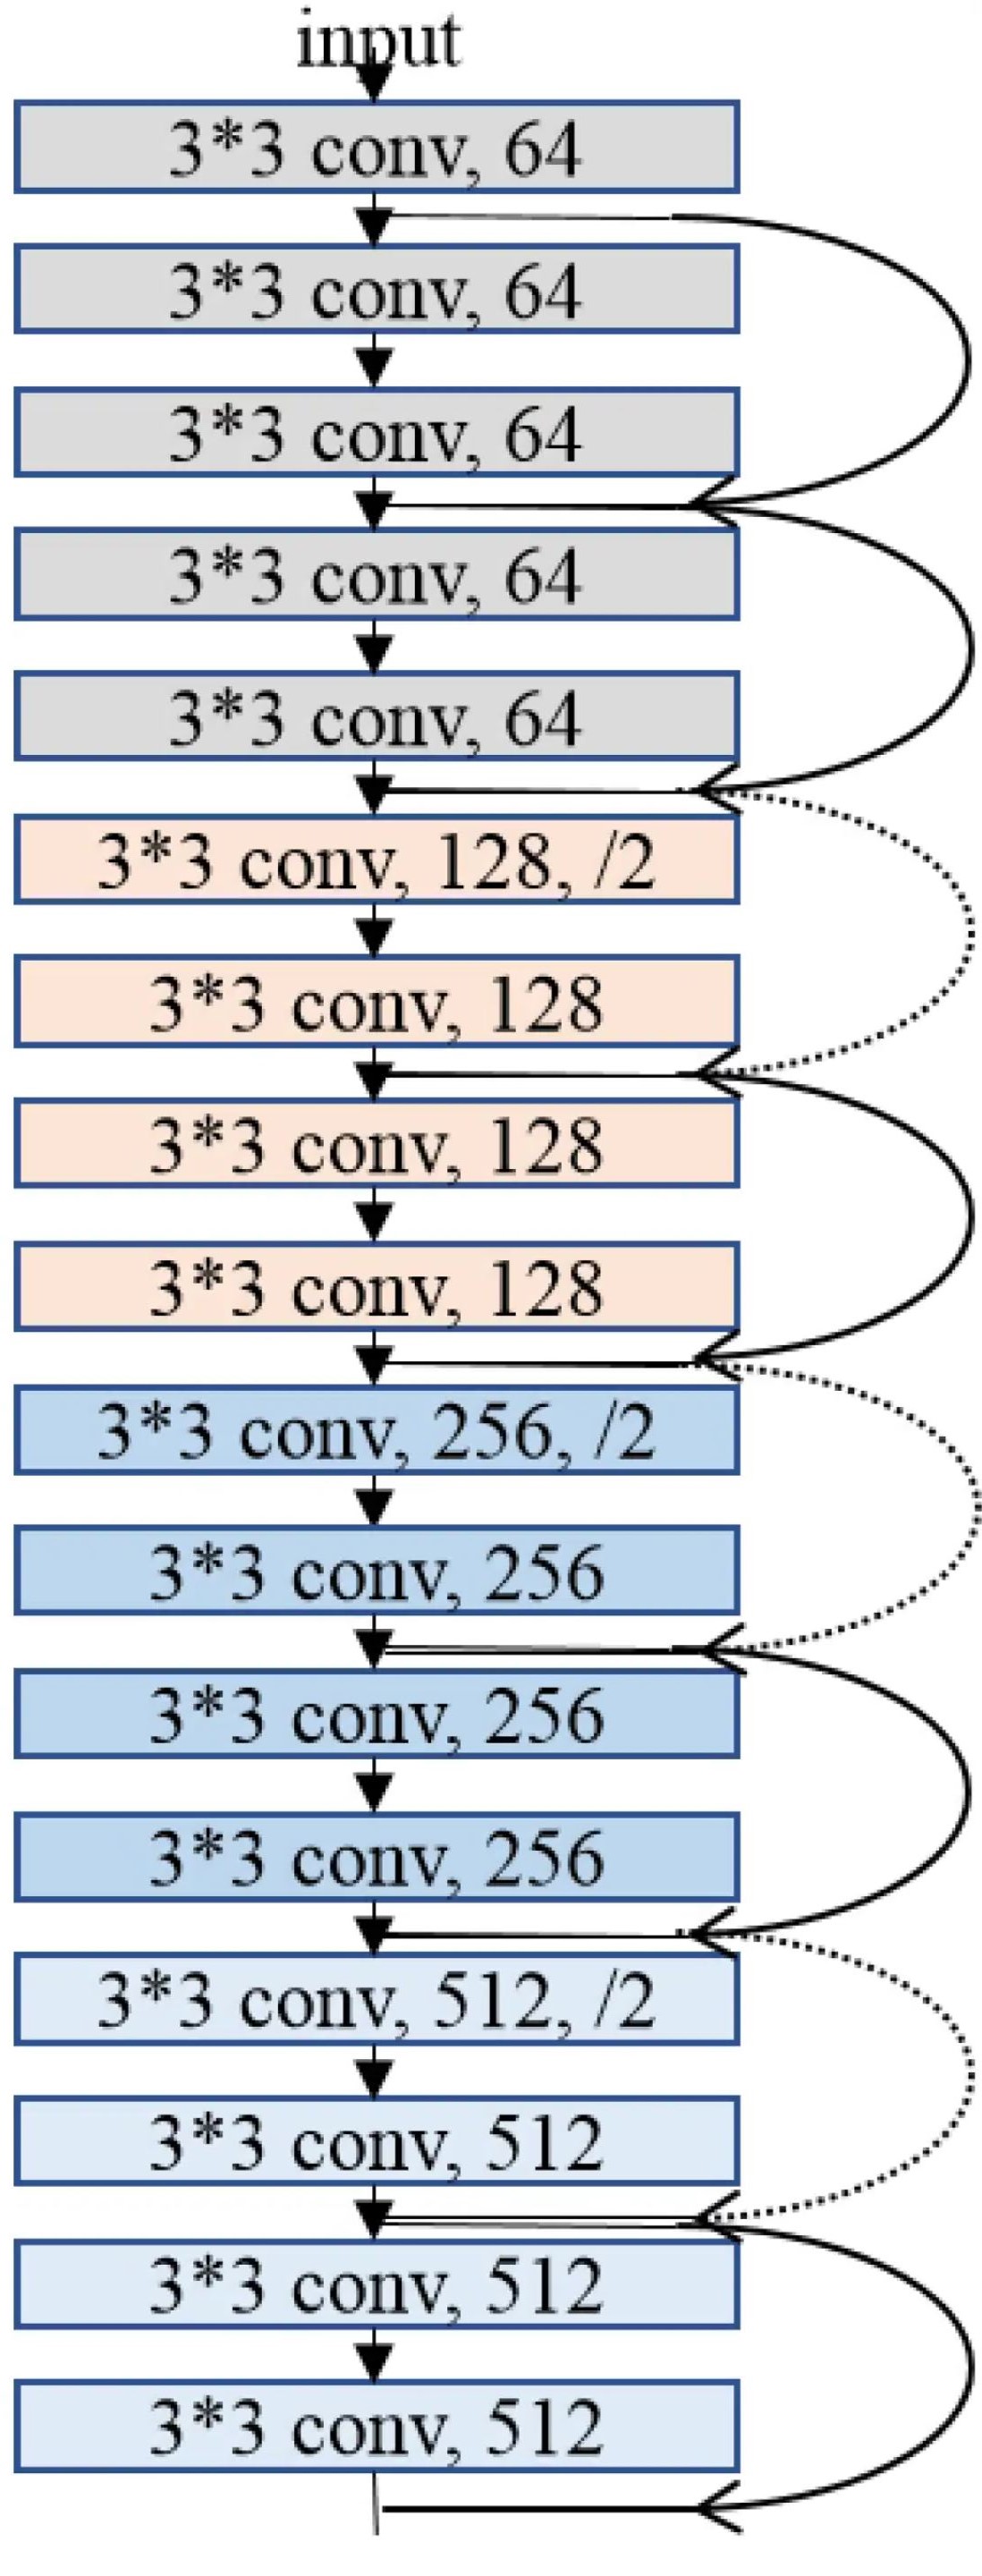 input
3*3 conv, 64
3*3 conv, 64
3*3 conv, 64
3*3 conv, 64
3*3 conv, 64
3*3 conv, 128, /2
3*3 conv, 128
3*3 conv, 128
3*3 conv, 128
3*3 conv, 256, /2
3*3 conv, 256
3*3 conv, 256
3*3 conv, 256
3*3 conv, 512, /2
3*3 conv, 512
3*3 conv, 512
3*3 conv, 512